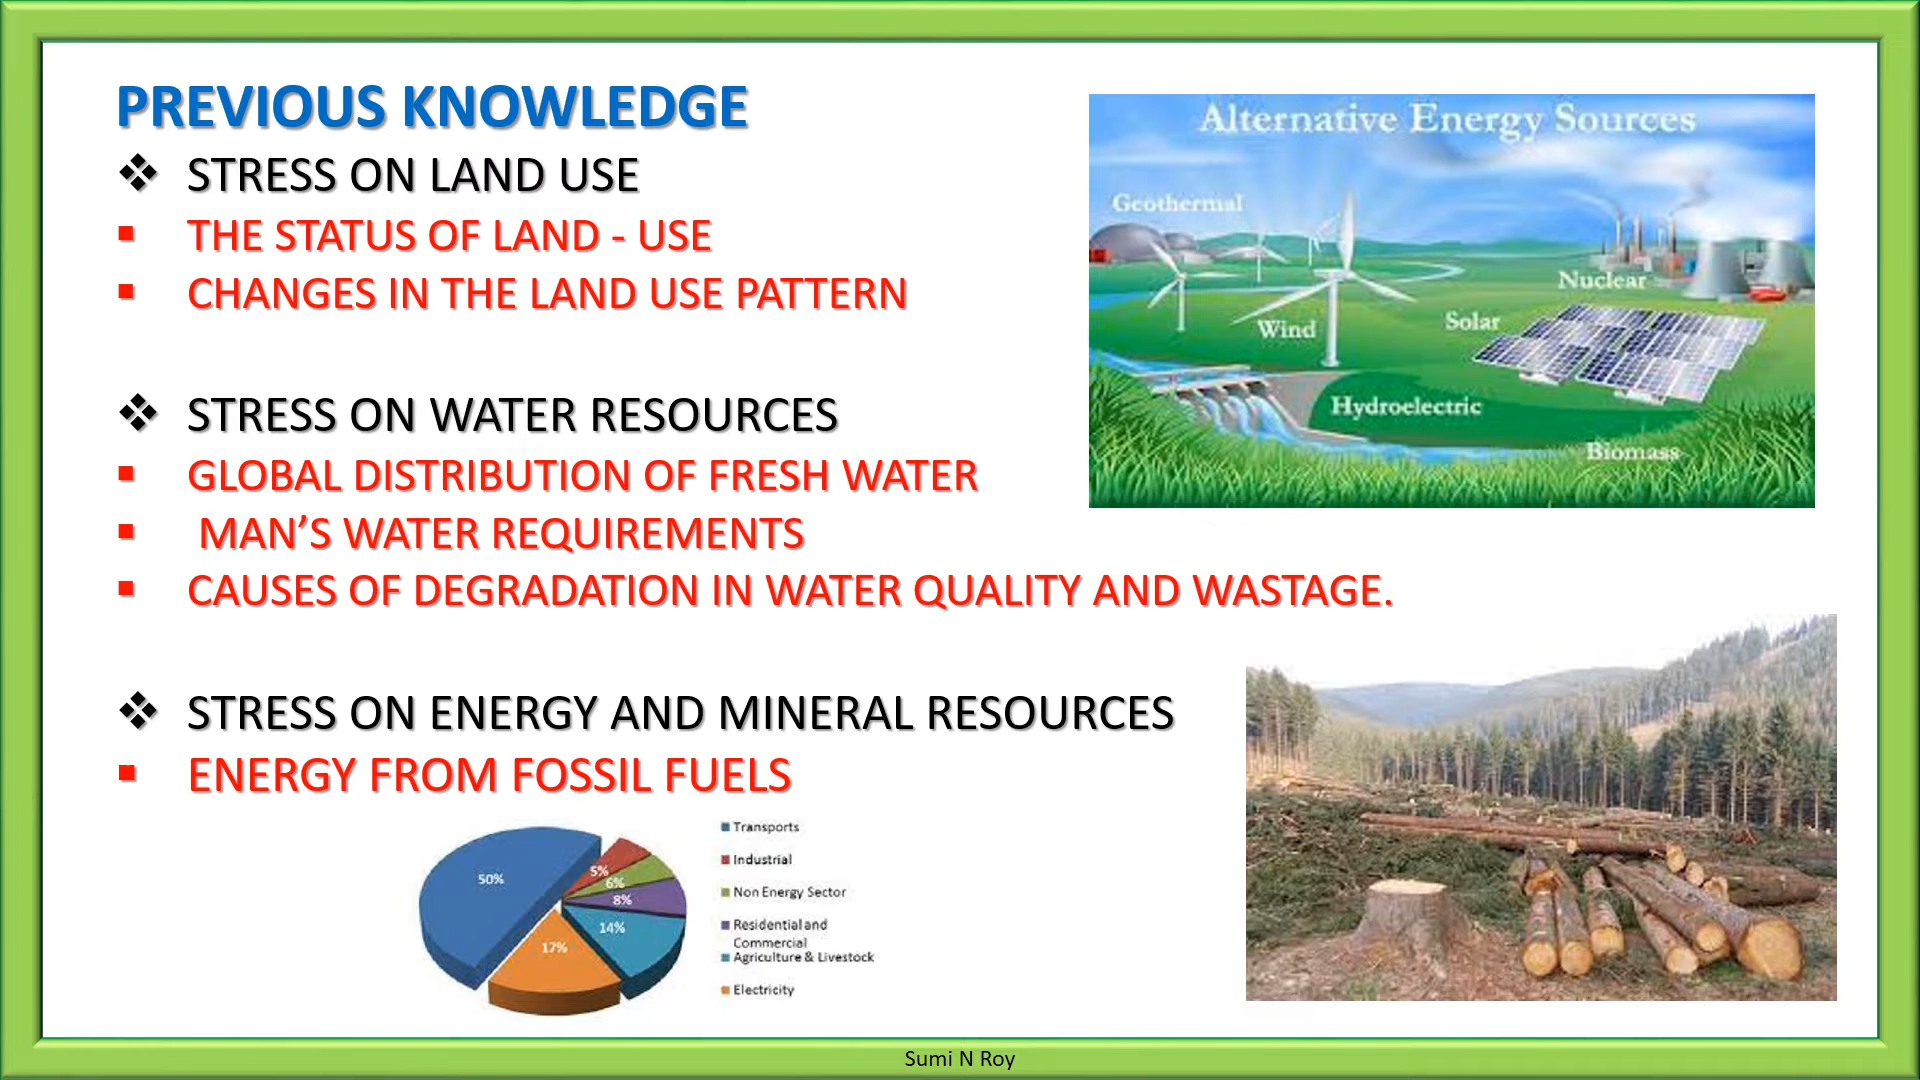 PREVIOUS KNOWLEDGE
❖ STRESS ON LAND USE
▪ THE STATUS OF LAND - USE
▪ CHANGES IN THE LAND USE PATTERN
❖ STRESS ON WATER RESOURCES
▪ GLOBAL DISTRIBUTION OF FRESH WATER
▪ MAN’S WATER REQUIREMENTS
▪ CAUSES OF DEGRADATION IN WATER QUALITY AND WASTAGE.
❖ STRESS ON ENERGY AND MINERAL RESOURCES
▪ ENERGY FROM FOSSIL FUELS
Alternative Energy Sources
Geothermal
Nuclear
Solar
Wind
Hydroelectric
Biomass
50%
5%
6%
8%
14%
17%
Transports
Industrial
Non Energy Sector
Residential and
Commercial
Agriculture & Livestock
Electricity
Sumi N Roy